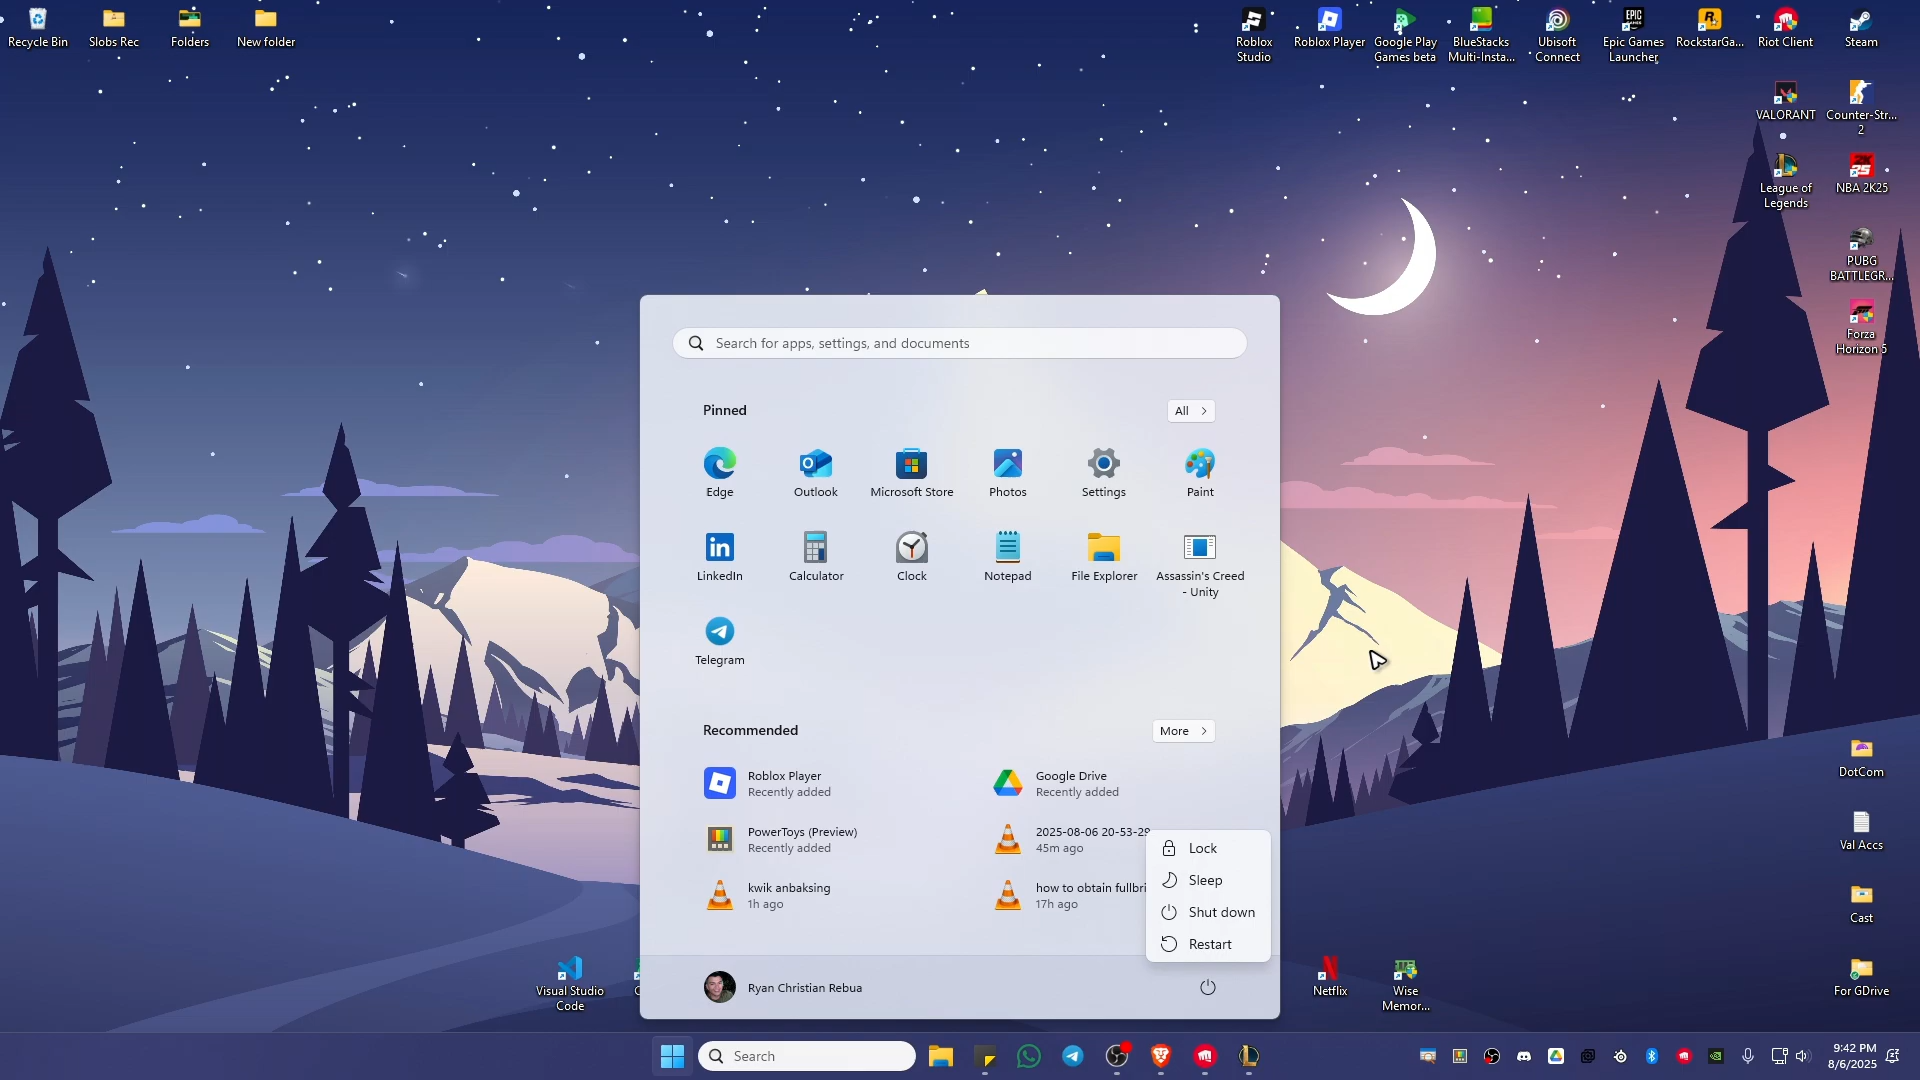 Recycle Bin
Slobs Rec
Folders
New folder
Roblox
Studio
Roblox Player
Google Play
Games beta
BlueStacks
Multi-Insta...
Ubisoft
Connect
Epic Games
Launcher
RockstarGa...
Riot Client
Steam
VALORANT
Counter-Str...
2
League of
Legends
NBA 2K25
PUBG
BATTLEGR...
Forza
Horizon 5
Search for apps, settings, and documents
Pinned
All
Edge
Outlook
Microsoft Store
Photos
Settings
Paint
LinkedIn
Calculator
Clock
Notepad
File Explorer
Assassin's Creed
- Unity
Telegram
Recommended
More
Roblox Player
Recently added
Google Drive
Recently added
PowerToys (Preview)
Recently added
2025-08-06 20-53-29
45m ago
kwik anbaksing
1h ago
how to obtain fullbri
17h ago
Lock
Sleep
Shut down
Restart
Ryan Christian Rebua
DotCom
Val Accs
Cast
For GDrive
Visual Studio
Code
Netflix
Wise
Memor...
Search
9:42 PM
8/6/2025